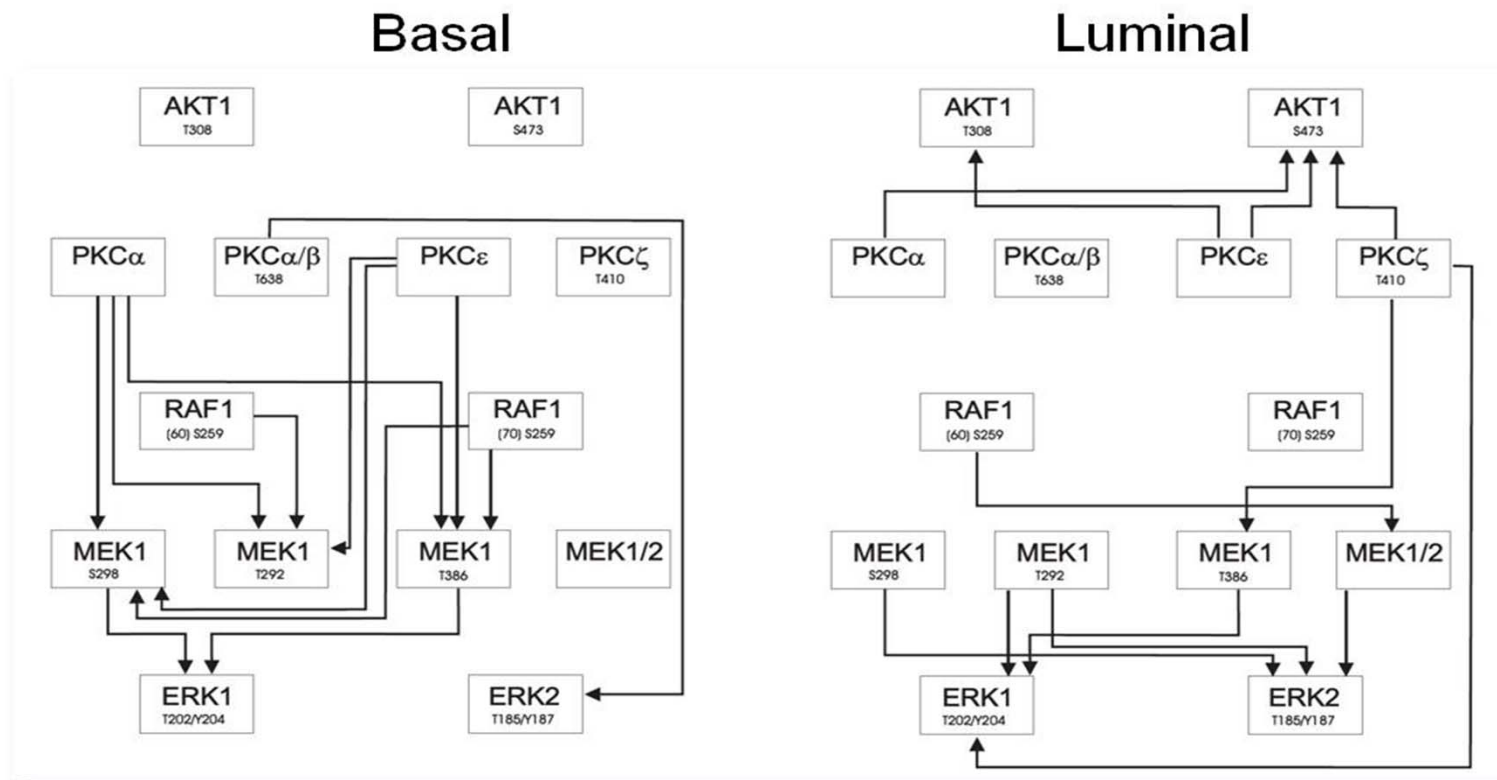 Basal
AKT1
T308
AKT1
S473
PKCα
PKCα/β
T638
PKCε
PKCζ
T410
RAF1
(60) S259
RAF1
(70) S259
MEK1
S298
MEK1
T292
MEK1
T386
MEK1/2
ERK1
T202/Y204
ERK2
T185/Y187
Luminal
AKT1
T308
AKT1
S473
PKCα
PKCα/β
T638
PKCε
PKCζ
T410
RAF1
(60) S259
RAF1
(70) S259
MEK1
S298
MEK1
T292
MEK1
T386
MEK1/2
ERK1
T202/Y204
ERK2
T185/Y187